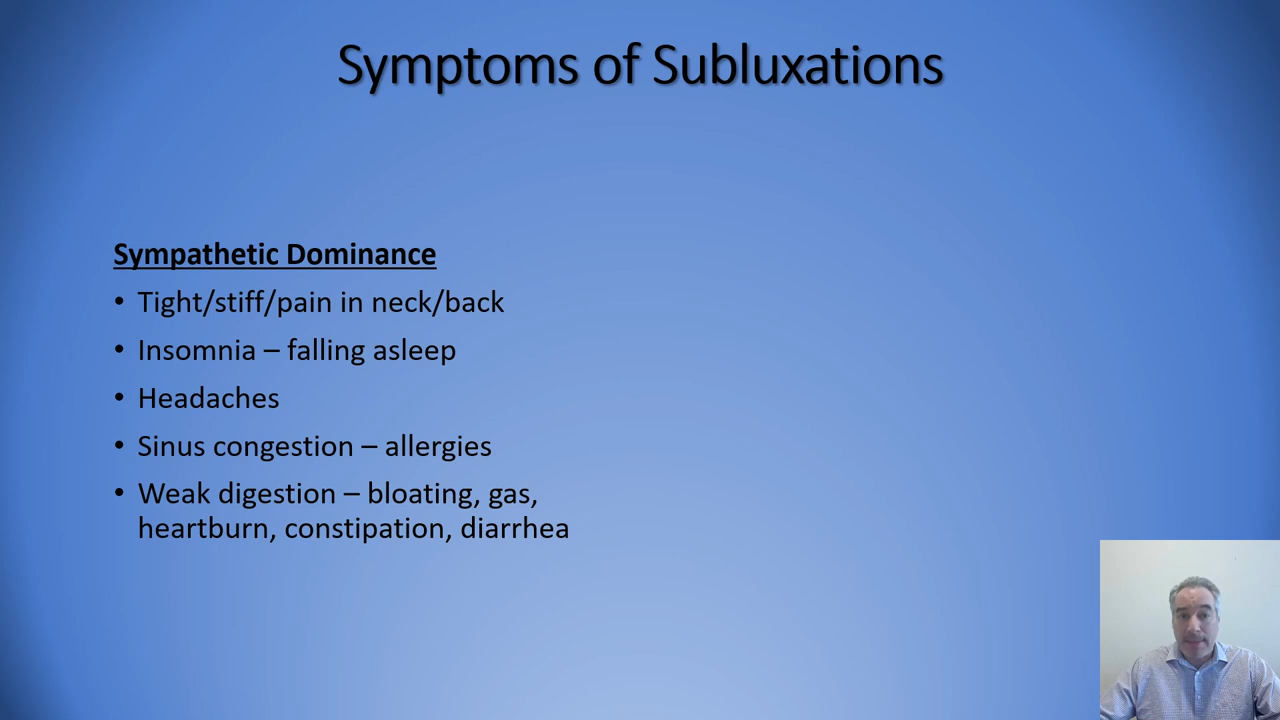 Symptoms of Subluxations
Sympathetic Dominance
• Tight/stiff/pain in neck/back
• Insomnia – falling asleep
• Headaches
• Sinus congestion – allergies
• Weak digestion – bloating, gas,
heartburn, constipation, diarrhea